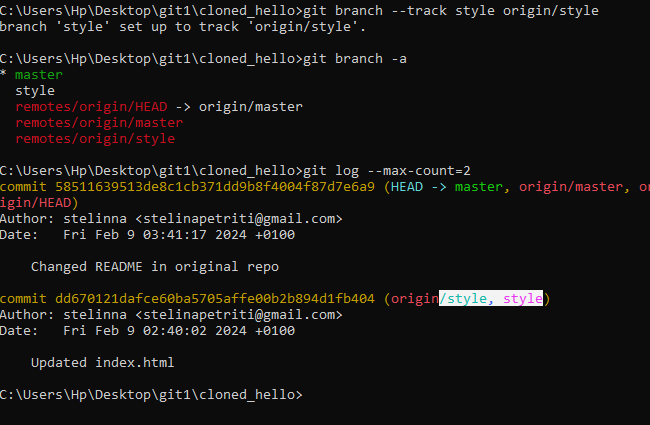 C:\Users\Hp\Desktop\git1\cloned_hello>git branch --track style origin/style
branch 'style' set up to track 'origin/style'.
C:\Users\Hp\Desktop\git1\cloned_hello>git branch -a
* master
style
remotes/origin/HEAD -> origin/master
remotes/origin/master
remotes/origin/style
C:\Users\Hp\Desktop\git1\cloned_hello>git log --max-count=2
commit 58511639513de8c1cb371dd9b8f4004f87d7e6a9 (HEAD -> master, origin/master, or
igin/HEAD)
Author: stelinna <stelinapetriti@gmail.com>
Date:   Fri Feb 9 03:41:17 2024 +0100
Changed README in original repo
commit dd670121dafce60ba5705affe00b2b894d1fb404 (origin/style, style)
Author: stelinna <stelinapetriti@gmail.com>
Date:   Fri Feb 9 02:40:02 2024 +0100
Updated index.html
C:\Users\Hp\Desktop\git1\cloned_hello>